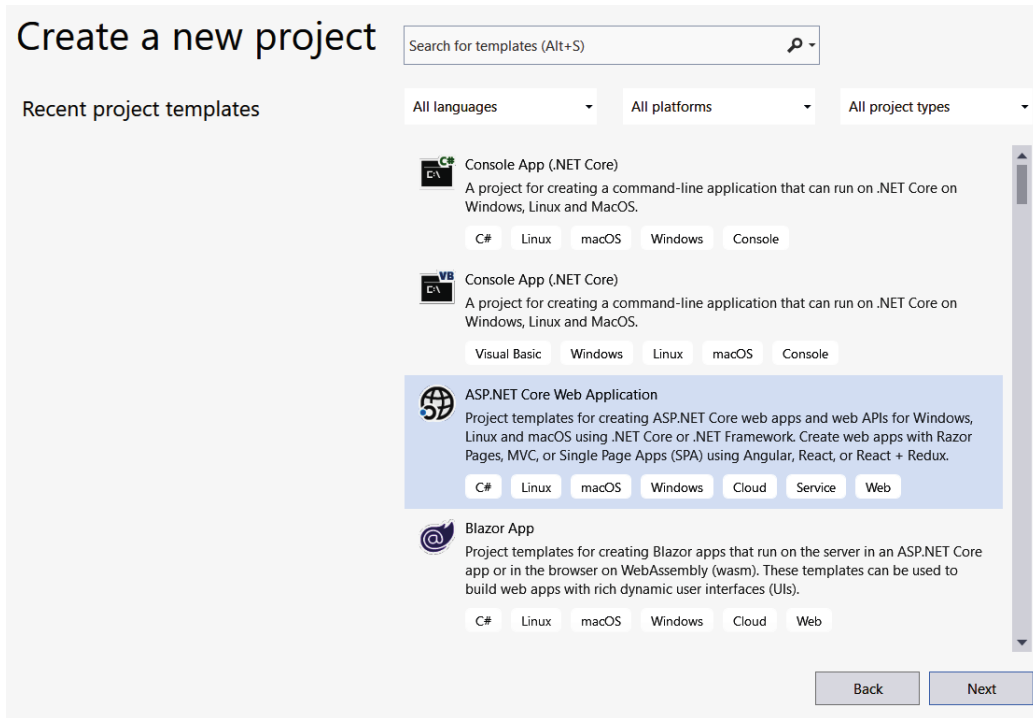 Create a new project
Search for templates (Alt+S)
Recent project templates
All languages
All platforms
All project types
C#
C:\
Console App (.NET Core)
A project for creating a command-line application that can run on .NET Core on
Windows, Linux and MacOS.
C# Linux macOS Windows Console
VB
C:\
Console App (.NET Core)
A project for creating a command-line application that can run on .NET Core on
Windows, Linux and MacOS.
Visual Basic Windows Linux macOS Console
ASP.NET Core Web Application
Project templates for creating ASP.NET Core web apps and web APIs for Windows,
Linux and macOS using .NET Core or .NET Framework. Create web apps with Razor
Pages, MVC, or Single Page Apps (SPA) using Angular, React, or React + Redux.
C# Linux macOS Windows Cloud Service Web
@
Blazor App
Project templates for creating Blazor apps that run on the server in an ASP.NET Core
app or in the browser on WebAssembly (wasm). These templates can be used to
build web apps with rich dynamic user interfaces (UIs).
C# Linux macOS Windows Cloud Web
Back
Next